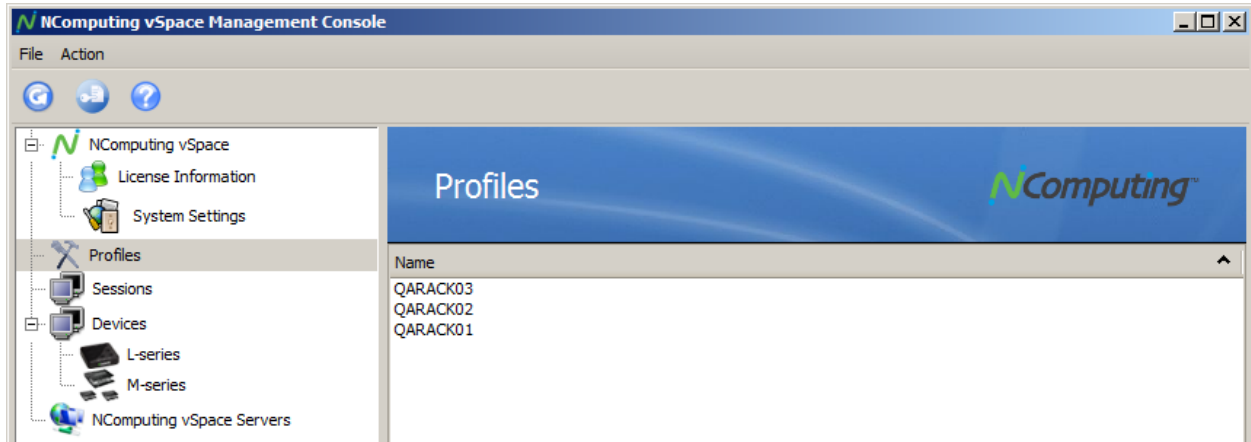 NComputing vSpace Management Console
File Action
NComputing vSpace
License Information
System Settings
Profiles
Sessions
Devices
L-series
M-series
NComputing vSpace Servers
Profiles
NComputing™
Name
QARACK03
QARACK02
QARACK01